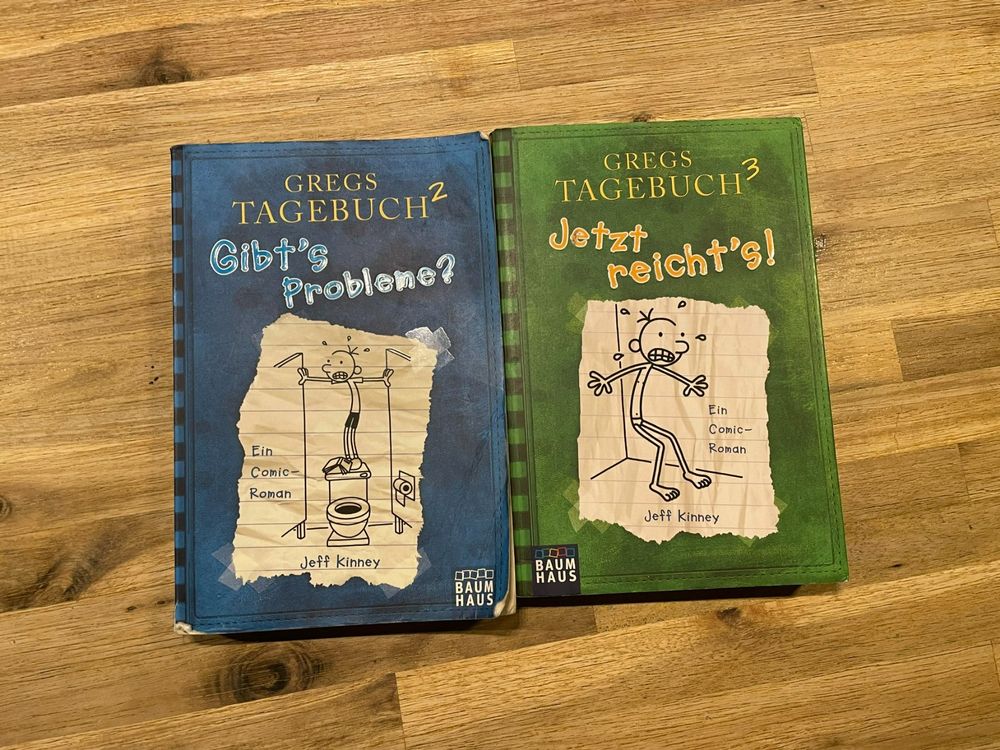 GREGS
TAGEBUCH 2
Gibt's
Probleme?
Ein
Comic-
Roman
Jeff Kinney
BAUM
HAUS
GREGS
TAGEBUCH 3
Jetzt
reicht's!
Ein
Comic-
Roman
Jeff Kinney
BAUM
HAUS